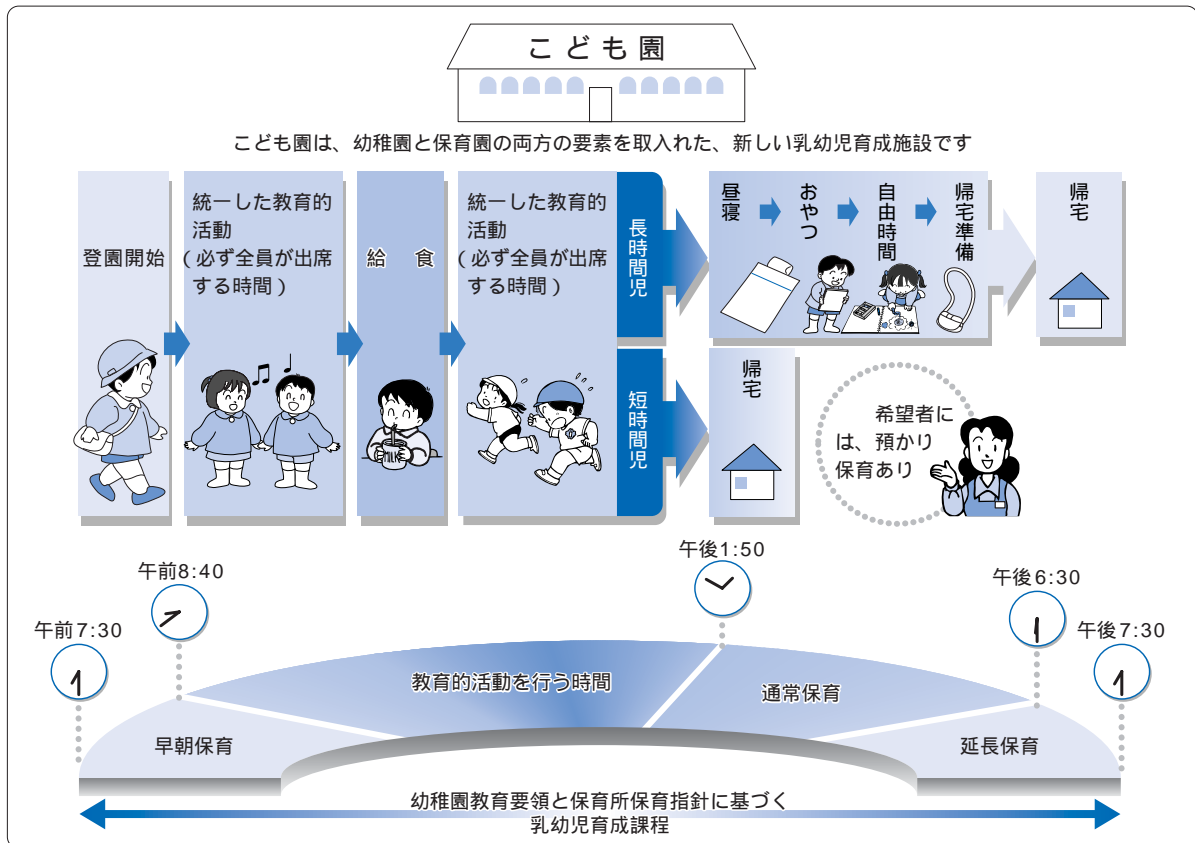 こども園
こども園は、幼稚園と保育園の両方の要素を取入れた、新しい乳幼児育成施設です
登園開始
統一した教育的
活動
(必ず全員が出席
する時間)
給食
MILK
統一した教育的
活動
(必ず全員が出席
する時間)
長時間児
昼寝
おやつ
自由時間
帰宅準備
帰宅
短時間児
帰宅
希望者に
は、預かり
保育あり
午前7:30
午前8:40
午後1:50
午後6:30
午後7:30
早朝保育
教育的活動を行う時間
通常保育
延長保育
幼稚園教育要領と保育所保育指針に基づく
乳幼児育成課程